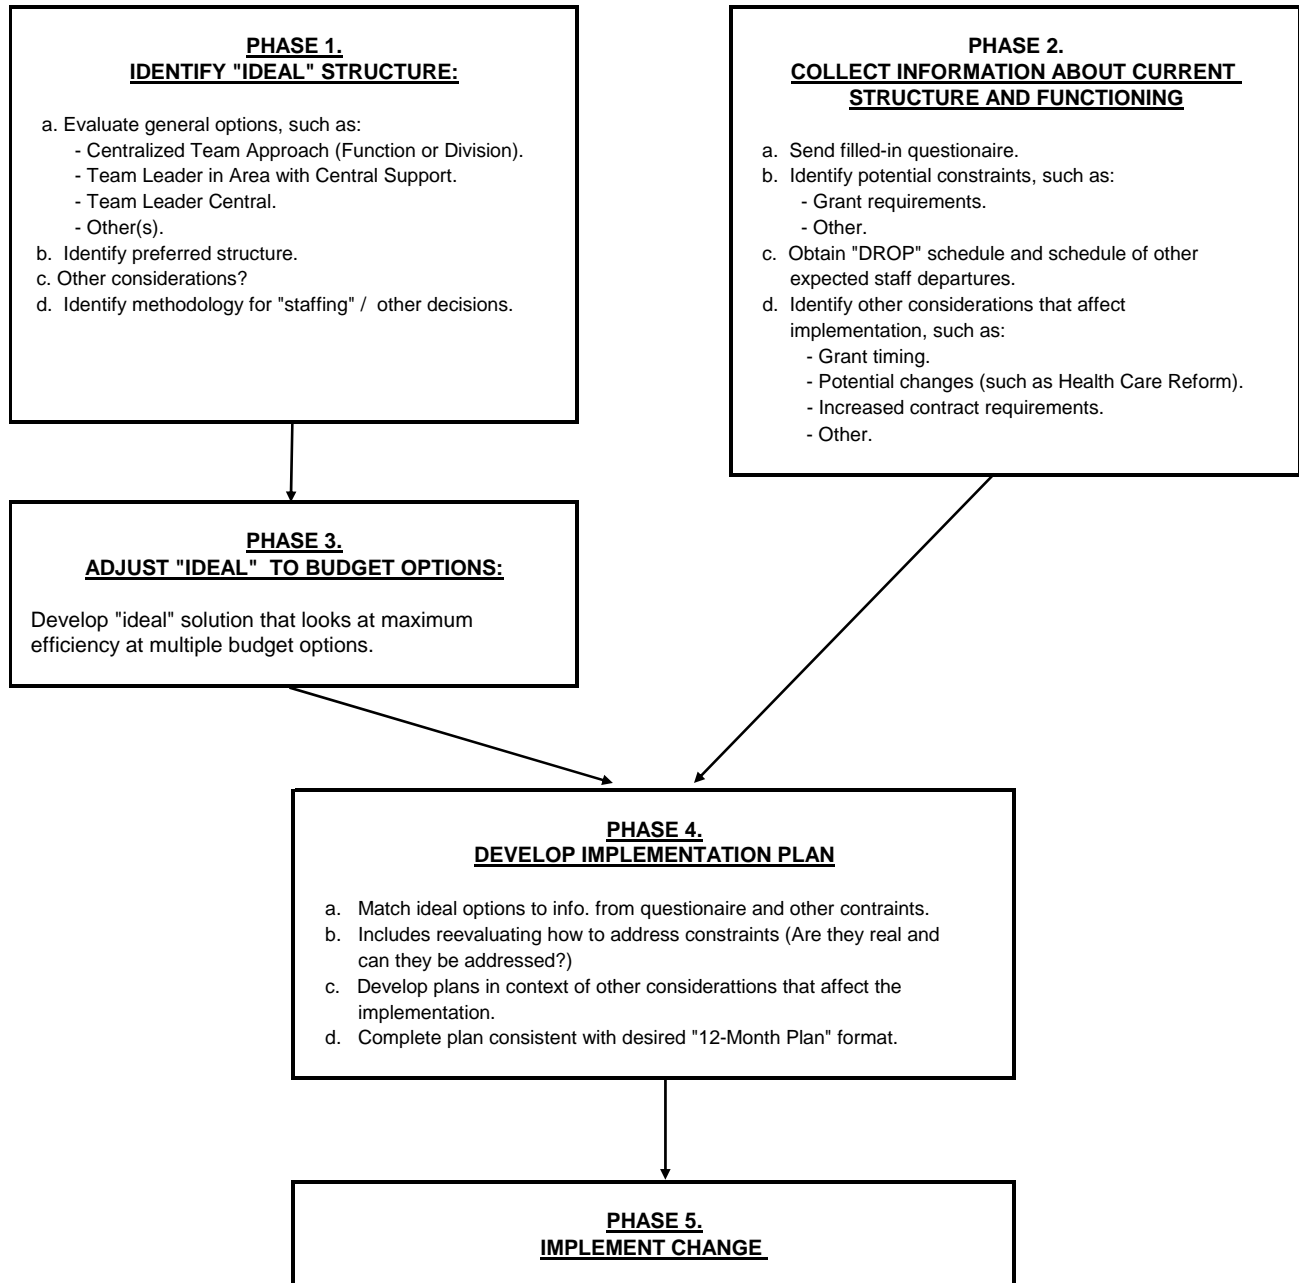 PHASE 1.
IDENTIFY "IDEAL" STRUCTURE:
a. Evaluate general options, such as:
- Centralized Team Approach (Function or Division).
- Team Leader in Area with Central Support.
- Team Leader Central.
- Other(s).
b. Identify preferred structure.
c. Other considerations?
d. Identify methodology for "staffing" / other decisions.
PHASE 2.
COLLECT INFORMATION ABOUT CURRENT
STRUCTURE AND FUNCTIONING
a. Send filled-in questionaire.
b. Identify potential constraints, such as:
- Grant requirements.
- Other.
c. Obtain "DROP" schedule and schedule of other
expected staff departures.
d. Identify other considerations that affect
implementation, such as:
- Grant timing.
- Potential changes (such as Health Care Reform).
- Increased contract requirements.
- Other.
PHASE 3.
ADJUST "IDEAL" TO BUDGET OPTIONS:
Develop "ideal" solution that looks at maximum
efficiency at multiple budget options.
PHASE 4.
DEVELOP IMPLEMENTATION PLAN
a. Match ideal options to info. from questionaire and other contraints.
b. Includes reevaluating how to address constraints (Are they real and
can they be addressed?)
c. Develop plans in context of other considerattions that affect the
implementation.
d. Complete plan consistent with desired "12-Month Plan" format.
PHASE 5.
IMPLEMENT CHANGE